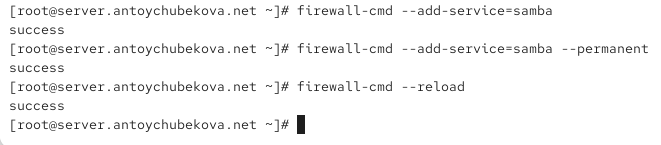 [root@server.antoychubekova.net ~]# firewall-cmd --add-service=samba
success
[root@server.antoychubekova.net ~]# firewall-cmd --add-service=samba --permanent
success
[root@server.antoychubekova.net ~]# firewall-cmd --reload
success
[root@server.antoychubekova.net ~]#